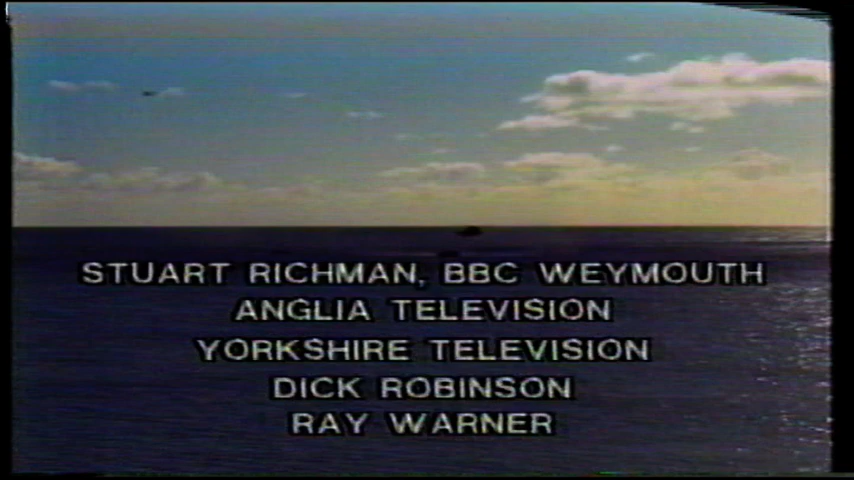 STUART RICHMAN, BBC WEYMOUTH
ANGLIA TELEVISION
YORKSHIRE TELEVISION
DICK ROBINSON
RAY WARNER